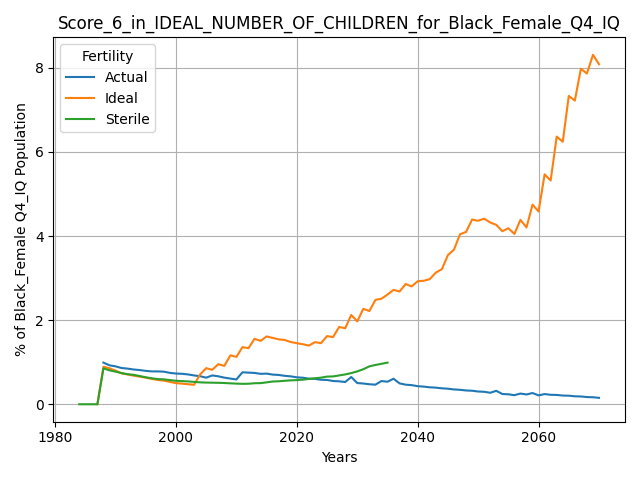 Score_6_in_IDEAL_NUMBER_OF_CHILDREN_for_Black_Female_Q4_IQ
Fertility
Actual
Ideal
Sterile
% of Black_Female Q4_IQ Population
8
6
4
2
0
1980
2000
2020
2040
2060
Years